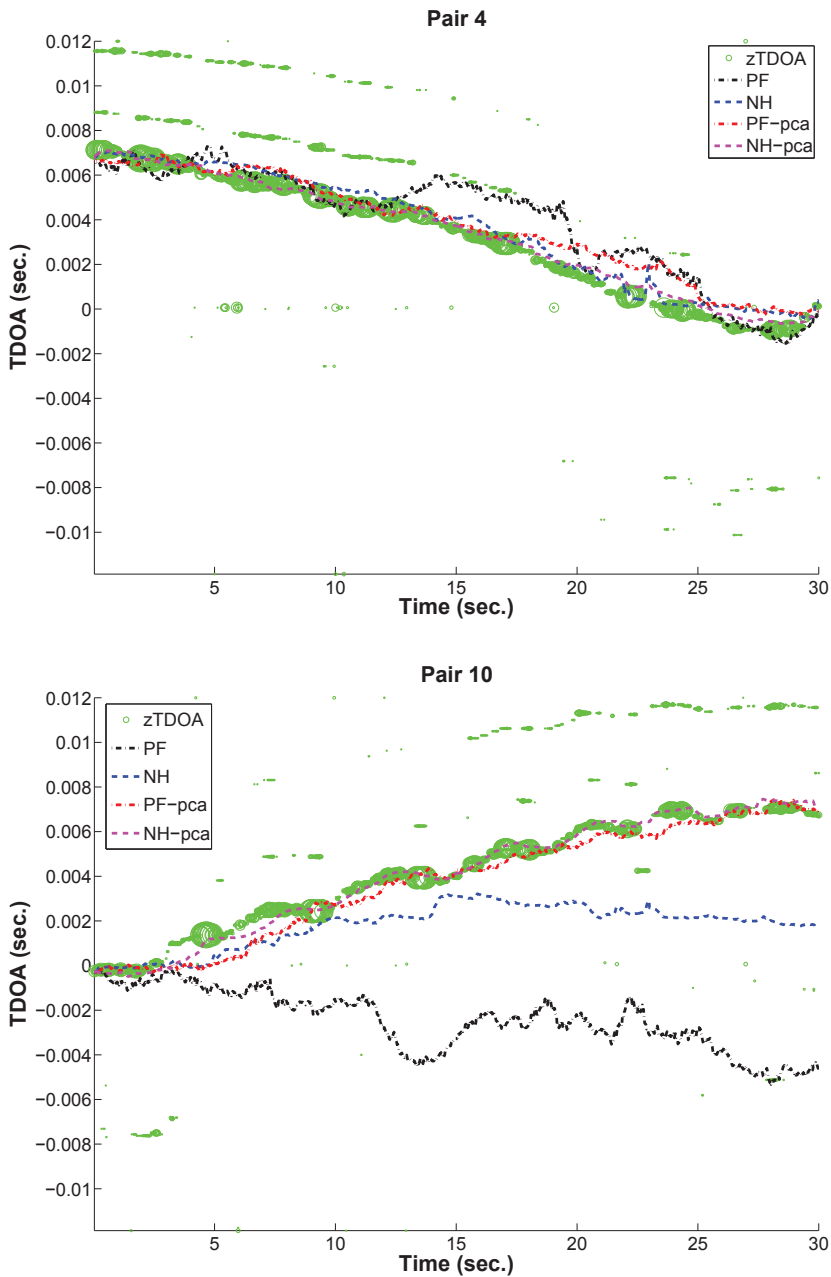 Pair 4
0.012
0.01
0.008
0.006
0.004
0.002
0
−0.002
−0.004
−0.006
−0.008
−0.01
TDOA (sec.)
zTDOA
PF
NH
PF−pca
NH−pca
5
10
15
20
25
30
Time (sec.)
Pair 10
0.012
0.01
0.008
0.006
0.004
0.002
0
−0.002
−0.004
−0.006
−0.008
−0.01
TDOA (sec.)
zTDOA
PF
NH
PF−pca
NH−pca
5
10
15
20
25
30
Time (sec.)